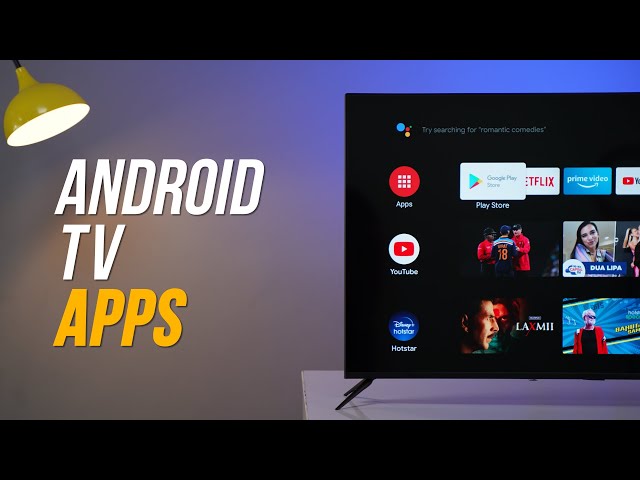 ANDROID
TV
APPS
Try searching for "romantic comedies"
Apps
Google Play
Store
NETFLIX
prime video
Play Store
YouTube
18
DUA LIPA
Disney+
hotstar
Hotstar
LAXMII